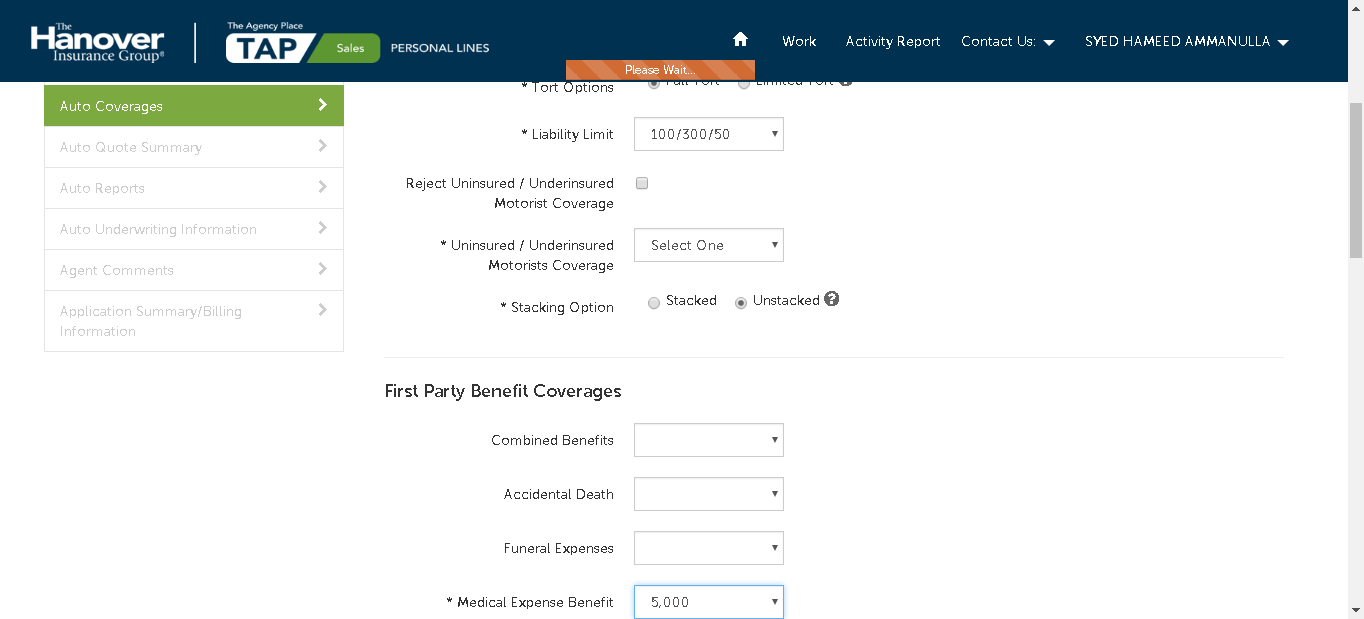 The
Hanover
Insurance Group®
The Agency Place
TAP Sales PERSONAL LINES
Work Activity Report Contact Us: SYED HAMEED AMMANULLA
Please Wait...
Auto Coverages
Auto Quote Summary
Auto Reports
Auto Underwriting Information
Agent Comments
Application Summary/Billing
Information
* Tort Options Full Tort Limited Tort
* Liability Limit 100/300/50
Reject Uninsured / Underinsured
Motorist Coverage
* Uninsured / Underinsured Select One
Motorists Coverage
* Stacking Option Stacked Unstacked ?
First Party Benefit Coverages
Combined Benefits
Accidental Death
Funeral Expenses
* Medical Expense Benefit 5,000